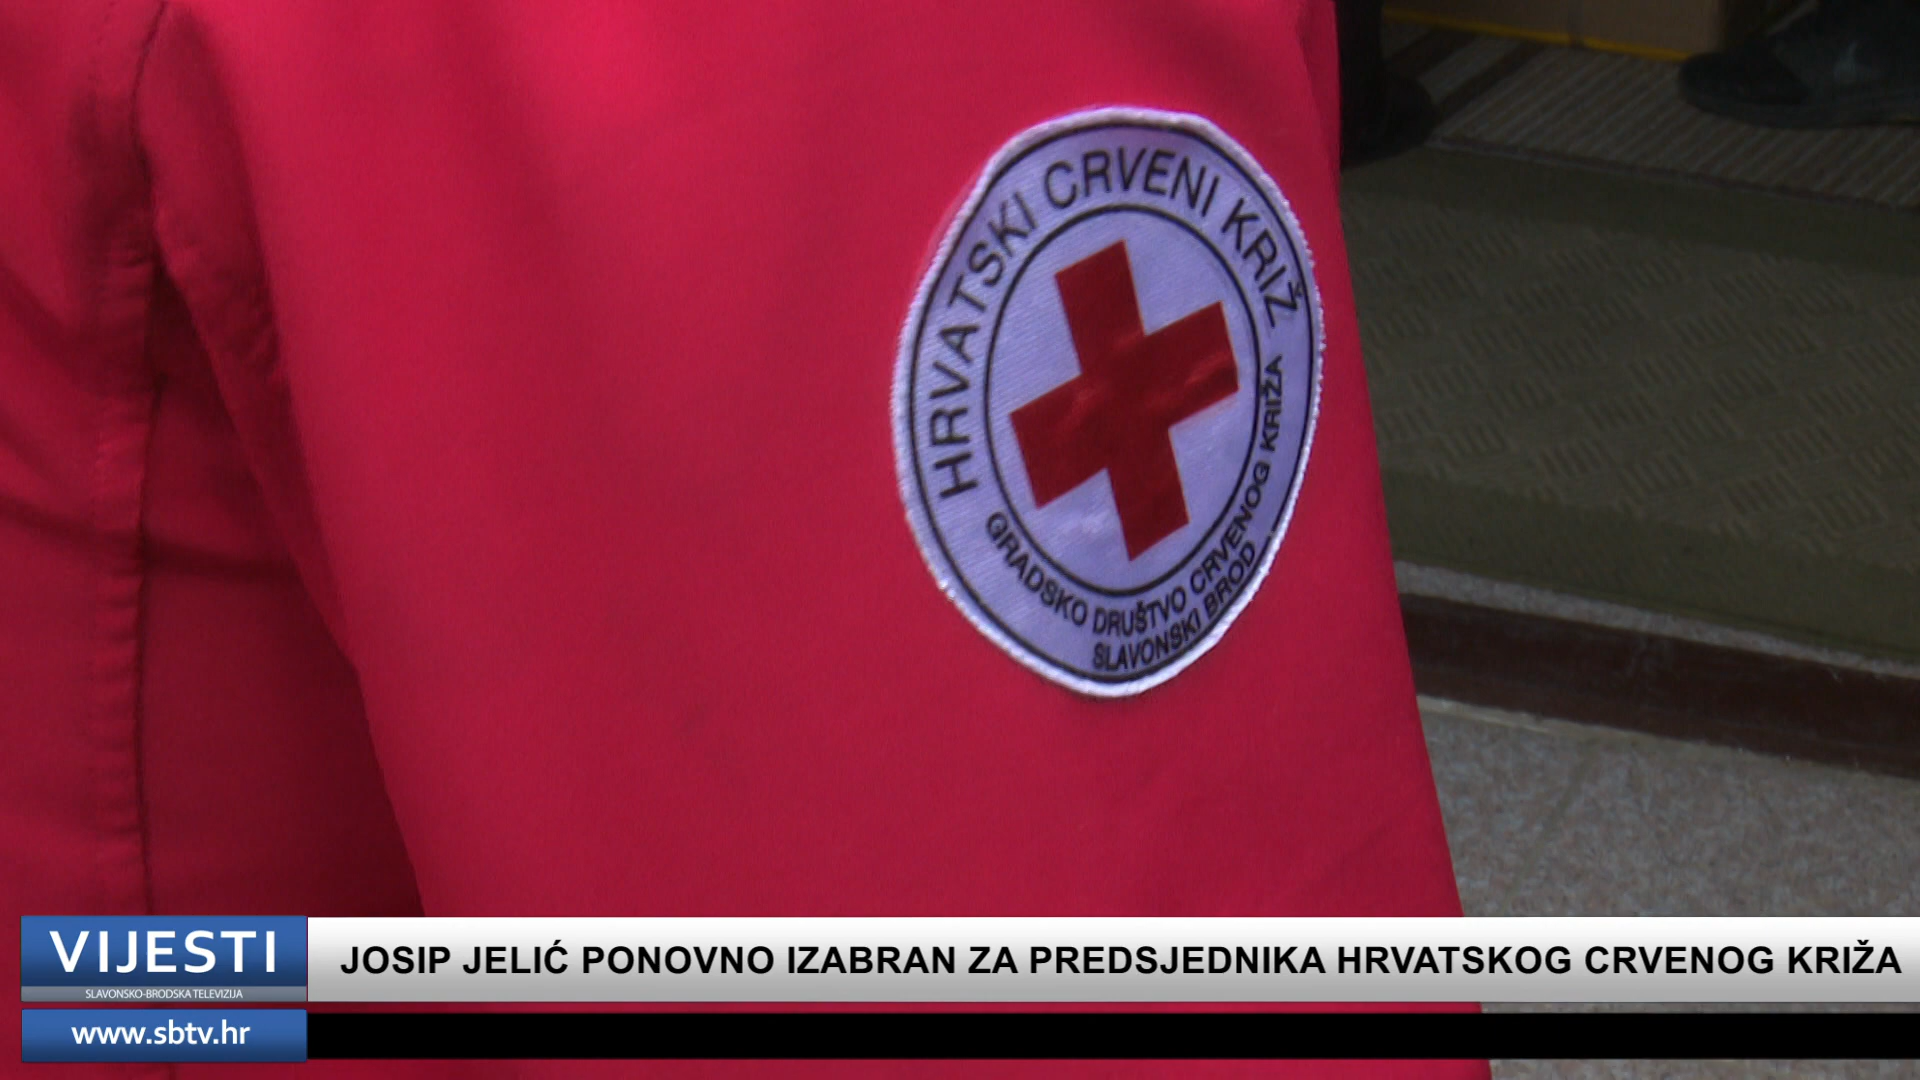 HRVATSKI CRVENI KRIŽ
GRADSKO DRUŠTVO CRVENOG KRIŽA
SLAVONSKI BROD
VIJESTI
SLAVONSKO-BRODSKA TELEVIZIJA
JOSIP JELIĆ PONOVNO IZABRAN ZA PREDSJEDNIKA HRVATSKOG CRVENOG KRIŽA
www.sbtv.hr